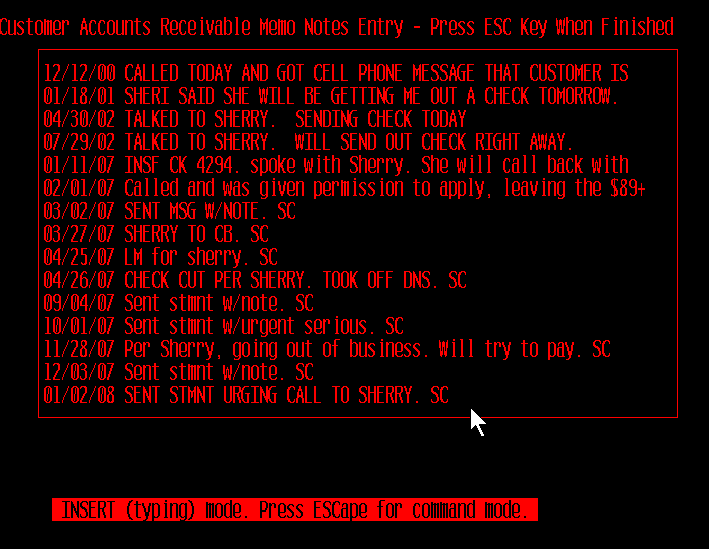 Customer Accounts Receivable Memo Notes Entry - Press ESC Key When Finished
12/12/00 CALLED TODAY AND GOT CELL PHONE MESSAGE THAT CUSTOMER IS
01/18/01 SHERI SAID SHE WILL BE GETTING ME OUT A CHECK TOMORROW.
04/30/02 TALKED TO SHERRY.  SENDING CHECK TODAY
07/29/02 TALKED TO SHERRY.  WILL SEND OUT CHECK RIGHT AWAY.
01/11/07 INSF CK 4294. spoke with Sherry. She will call back with
02/01/07 Called and was given permission to apply, leaving the $89+
03/02/07 SENT MSG W/NOTE. SC
03/27/07 SHERRY TO CB. SC
04/25/07 LM for sherry. SC
04/26/07 CHECK CUT PER SHERRY. TOOK OFF DNS. SC
09/04/07 Sent stmnt w/note. SC
10/01/07 Sent stmnt w/urgent serious. SC
11/28/07 Per Sherry, going out of business. Will try to pay. SC
12/03/07 Sent stmnt w/note. SC
01/02/08 SENT STMNT URGING CALL TO SHERRY. SC
INSERT (typing) mode. Press ESCape for command mode.